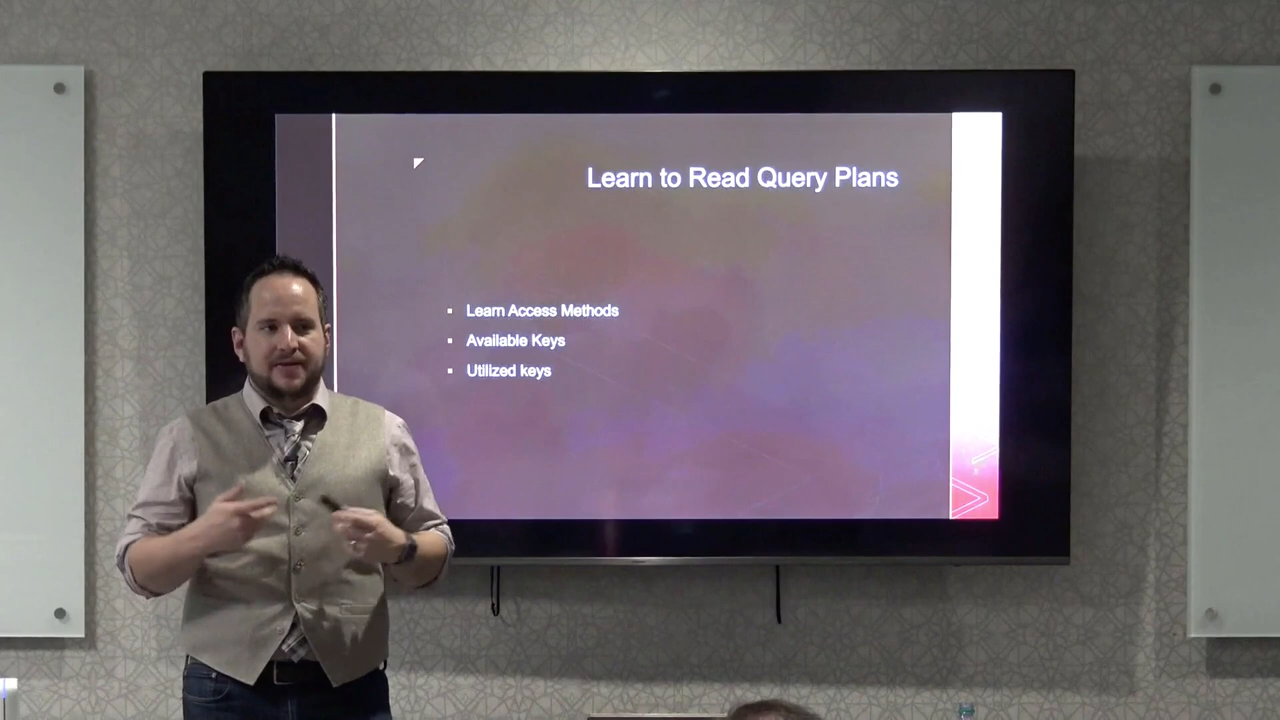 Learn to Read Query Plans
▪ Learn Access Methods
▪ Available Keys
▪ Utilized keys